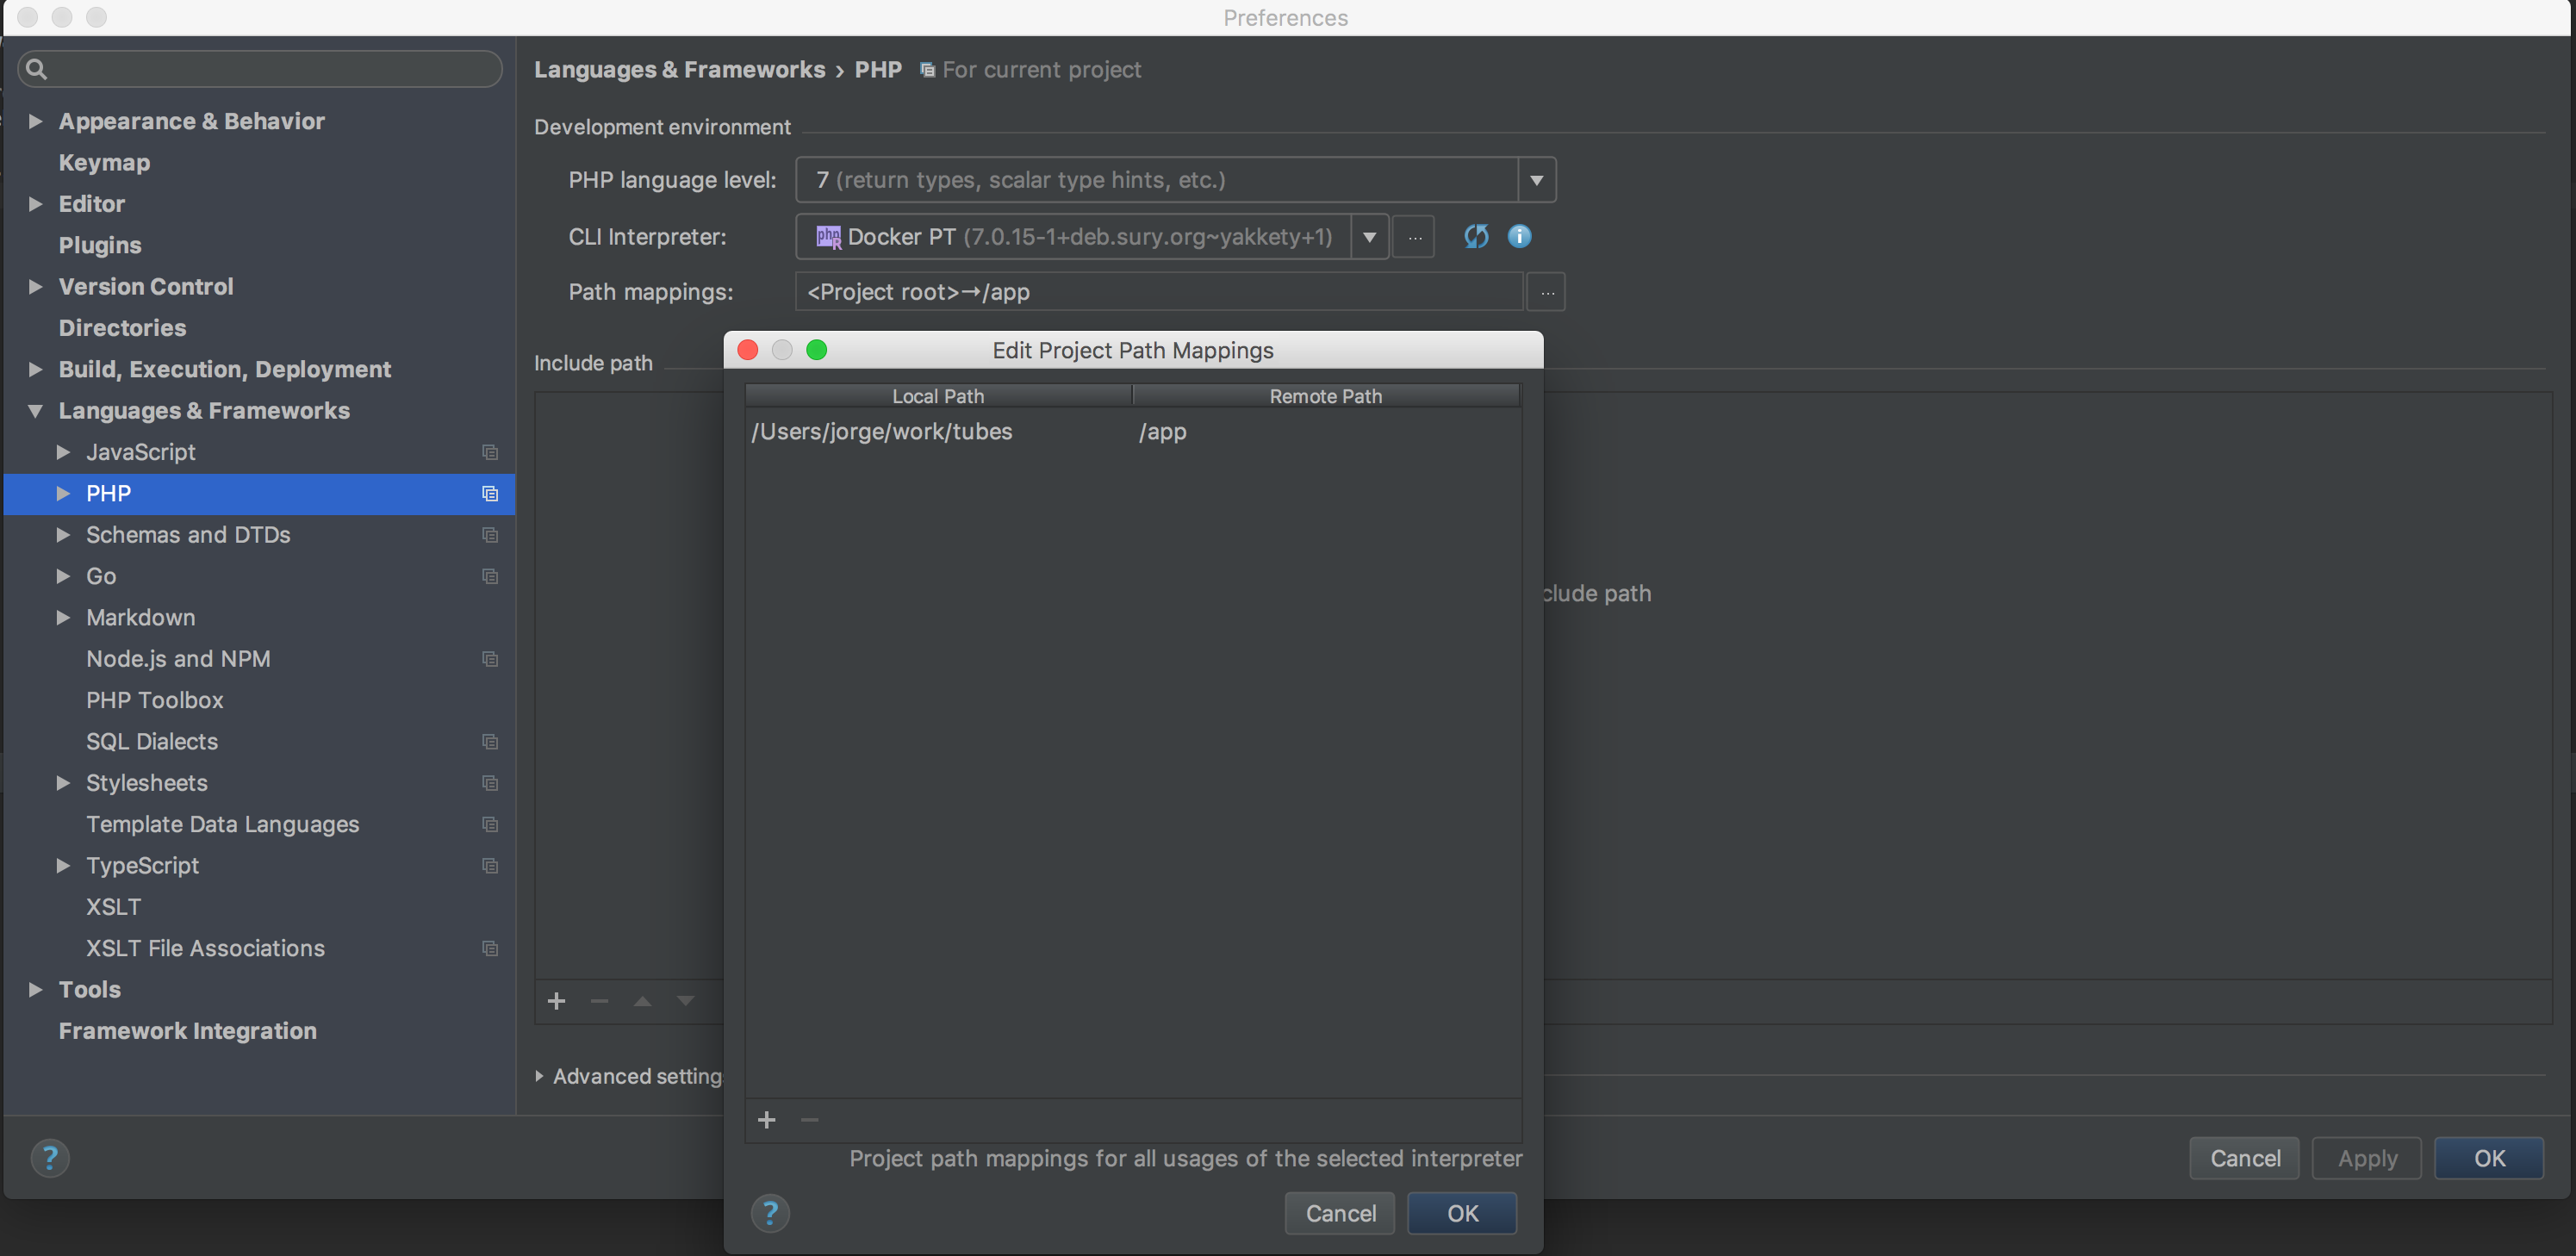 Preferences
Languages & Frameworks › PHP For current project
Appearance & Behavior
Keymap
Editor
Plugins
Version Control
Directories
Build, Execution, Deployment
Languages & Frameworks
JavaScript
PHP
Schemas and DTDs
Go
Markdown
Node.js and NPM
PHP Toolbox
SQL Dialects
Stylesheets
Template Data Languages
TypeScript
XSLT
XSLT File Associations
Tools
Framework Integration
Development environment
PHP language level: 7 (return types, scalar type hints, etc.)
CLI Interpreter: php R Docker PT (7.0.15-1+deb.sury.org~yakkety+1) ...
Path mappings: <Project root>→/app ...
Include path
clude path
Advanced setting
Edit Project Path Mappings
Local Path Remote Path
/Users/jorge/work/tubes /app
Project path mappings for all usages of the selected interpreter
? Cancel OK
? Cancel Apply OK